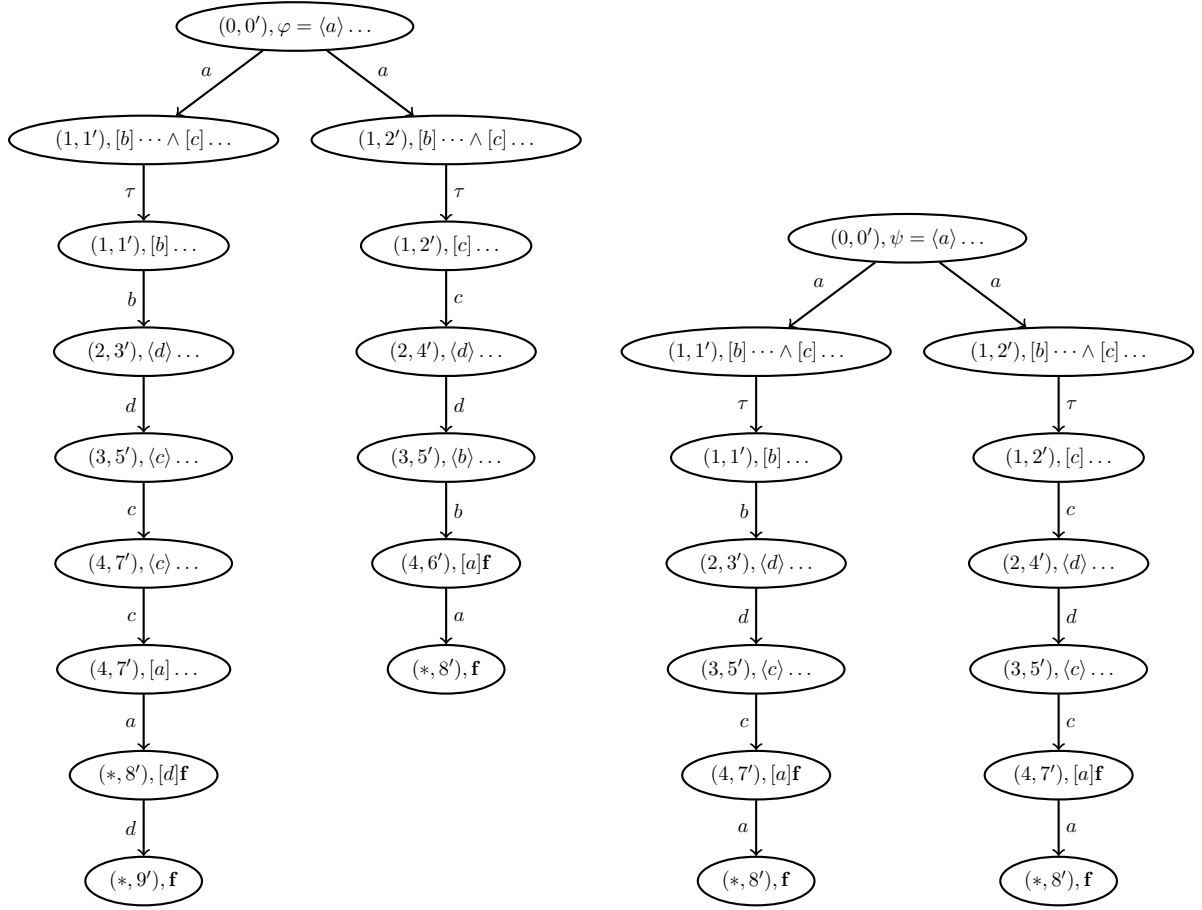 (0, 0′), φ = ⟨a⟩ …
a a
(1, 1′), [b] ⋯ ∧ [c] … (1, 2′), [b] ⋯ ∧ [c] …
τ τ
(1, 1′), [b] … (1, 2′), [c] …
b c
(2, 3′), ⟨d⟩ … (2, 4′), ⟨d⟩ …
d d
(3, 5′), ⟨c⟩ … (3, 5′), ⟨b⟩ …
c b
(4, 7′), ⟨c⟩ … (4, 6′), [a]f
c a
(4, 7′), [a] … (∗, 8′), f
a
(∗, 8′), [d]f
d
(∗, 9′), f
(0, 0′), ψ = ⟨a⟩ …
a a
(1, 1′), [b] ⋯ ∧ [c] … (1, 2′), [b] ⋯ ∧ [c] …
τ τ
(1, 1′), [b] … (1, 2′), [c] …
b c
(2, 3′), ⟨d⟩ … (2, 4′), ⟨d⟩ …
d d
(3, 5′), ⟨c⟩ … (3, 5′), ⟨c⟩ …
c c
(4, 7′), [a]f (4, 7′), [a]f
a a
(∗, 8′), f (∗, 8′), f